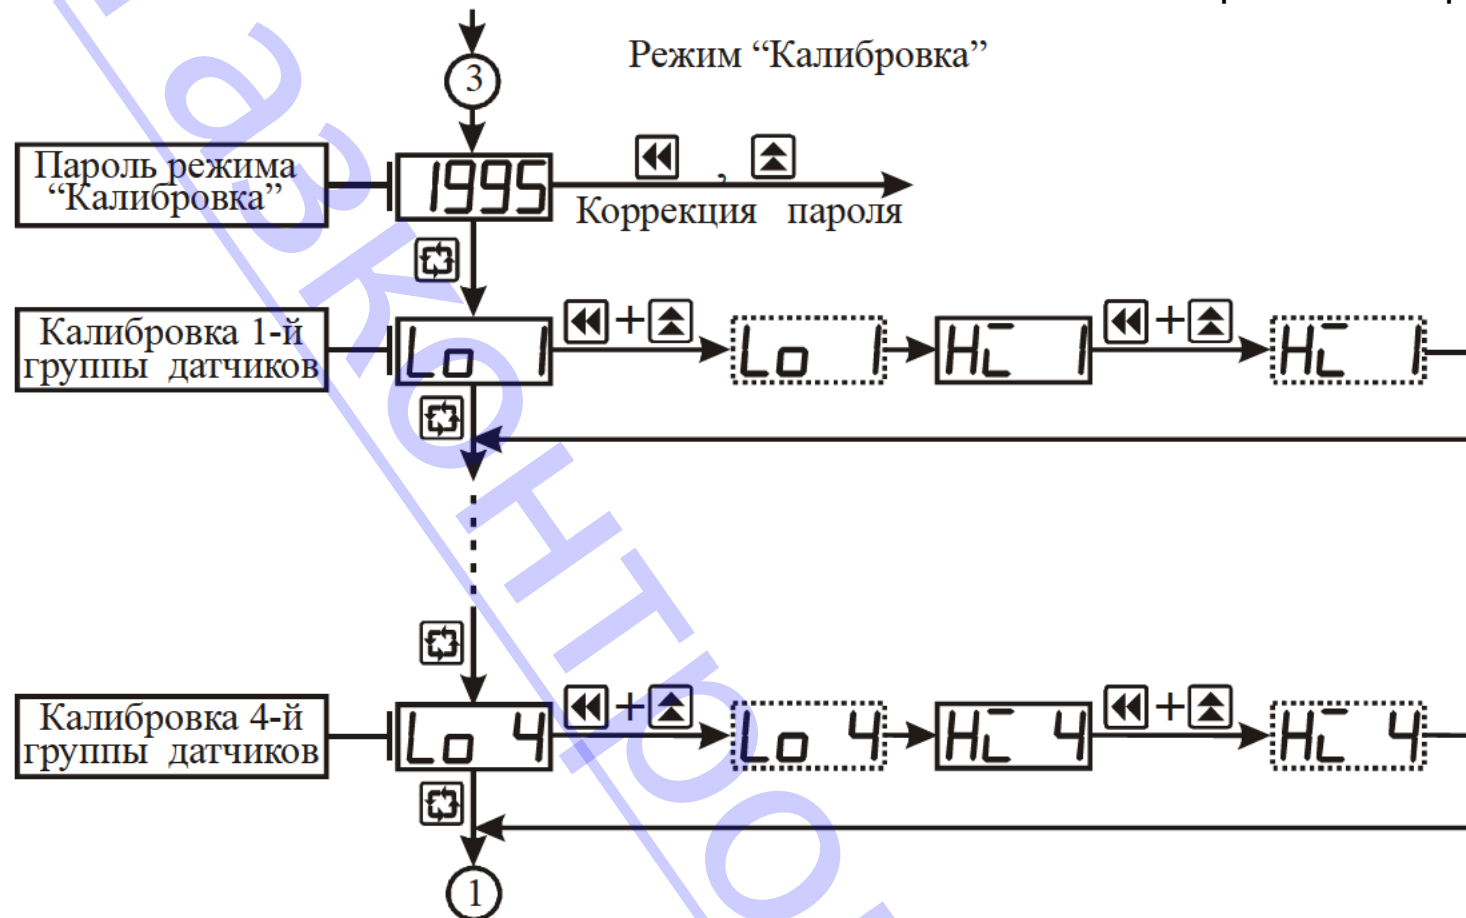 Режим “Калибровка”
3
Пароль режима
“Калибровка”
1995
,
Коррекция пароля
Калибровка 1-й
группы датчиков
Lo 1
+
Lo 1
Hi 1
+
Hi 1
Калибровка 4-й
группы датчиков
Lo 4
+
Lo 4
Hi 4
+
Hi 4
1